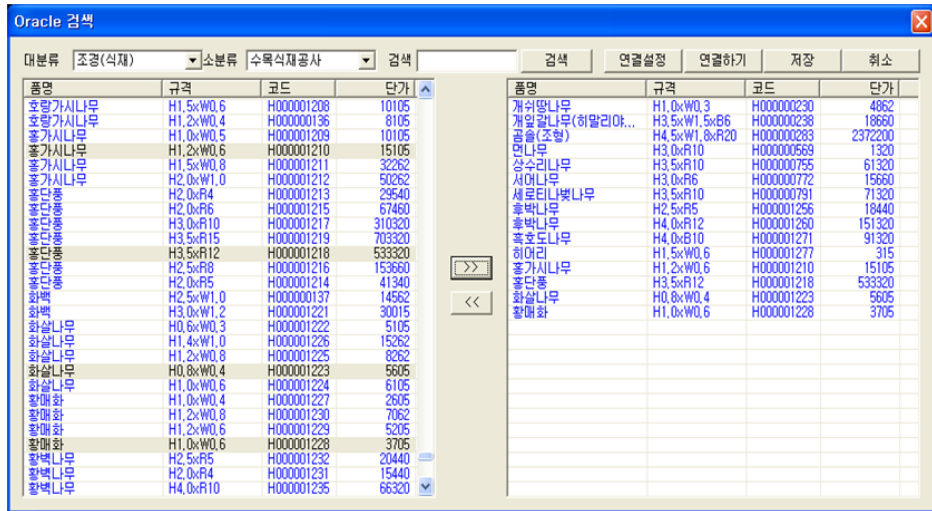 Oracle 검색
대분류 조경(식재) 소분류 수목식재공사 검색 검색 연결설정 연결하기 저장 취소
품명 규격 코드 단가
호랑가시나무 H1,5xW0,6 H000001208 10105
호랑가시나무 H1,2xW0,4 H000000136 8105
홍가시나무 H1,0xW0,5 H000001209 10105
홍가시나무 H1,2xW0,6 H000001210 15105
홍가시나무 H1,5xW0,8 H000001211 32262
홍가시나무 H2,0xW1,0 H000001212 50262
홍단풍 H2,0xR4 H000001213 29540
홍단풍 H2,0xR6 H000001215 67460
홍단풍 H3,0xR10 H000001217 310320
홍단풍 H3,5xR15 H000001219 703320
홍단풍 H3,5xR12 H000001218 533320
홍단풍 H2,5xR8 H000001216 153660
홍단풍 H2,0xR5 H000001214 41340
화백 H2,5xW1,0 H000000137 14562
화백 H3,0xW1,2 H000001221 30015
화살나무 H0,6xW0,3 H000001222 5105
화살나무 H1,4xW1,0 H000001226 15262
화살나무 H1,2xW0,8 H000001225 8262
화살나무 H0,8xW0,4 H000001223 5605
화살나무 H1,0xW0,6 H000001224 6105
황매화 H1,0xW0,4 H000001227 2605
황매화 H1,2xW0,8 H000001230 7062
황매화 H1,2xW0,6 H000001229 5205
황매화 H1,0xW0,6 H000001228 3705
황벽나무 H2,5xR5 H000001232 20440
황벽나무 H2,0xR4 H000001231 15440
황벽나무 H4,0xR10 H000001235 66320
>>
<<
품명 규격 코드 단가
개쉬땅나무 H1,0xW0,3 H000000230 4862
개잎갈나무(히말리야... H3,5xW1,5xB6 H000000238 18660
곰솔(조형) H4,5xW1,8xR20 H000000283 2372200
먼나무 H3,0xR10 H000000569 1320
상수리나무 H3,5xR10 H000000755 61320
서어나무 H3,0xR6 H000000772 15660
세로티나벚나무 H3,5xR10 H000000791 71320
후박나무 H2,5xR5 H000001256 18440
후박나무 H4,0xR12 H000001260 151320
흑호도나무 H4,0xB10 H000001271 91320
히어리 H1,5xW0,6 H000001277 315
홍가시나무 H1,2xW0,6 H000001210 15105
홍단풍 H3,5xR12 H000001218 533320
화살나무 H0,8xW0,4 H000001223 5605
황매화 H1,0xW0,6 H000001228 3705